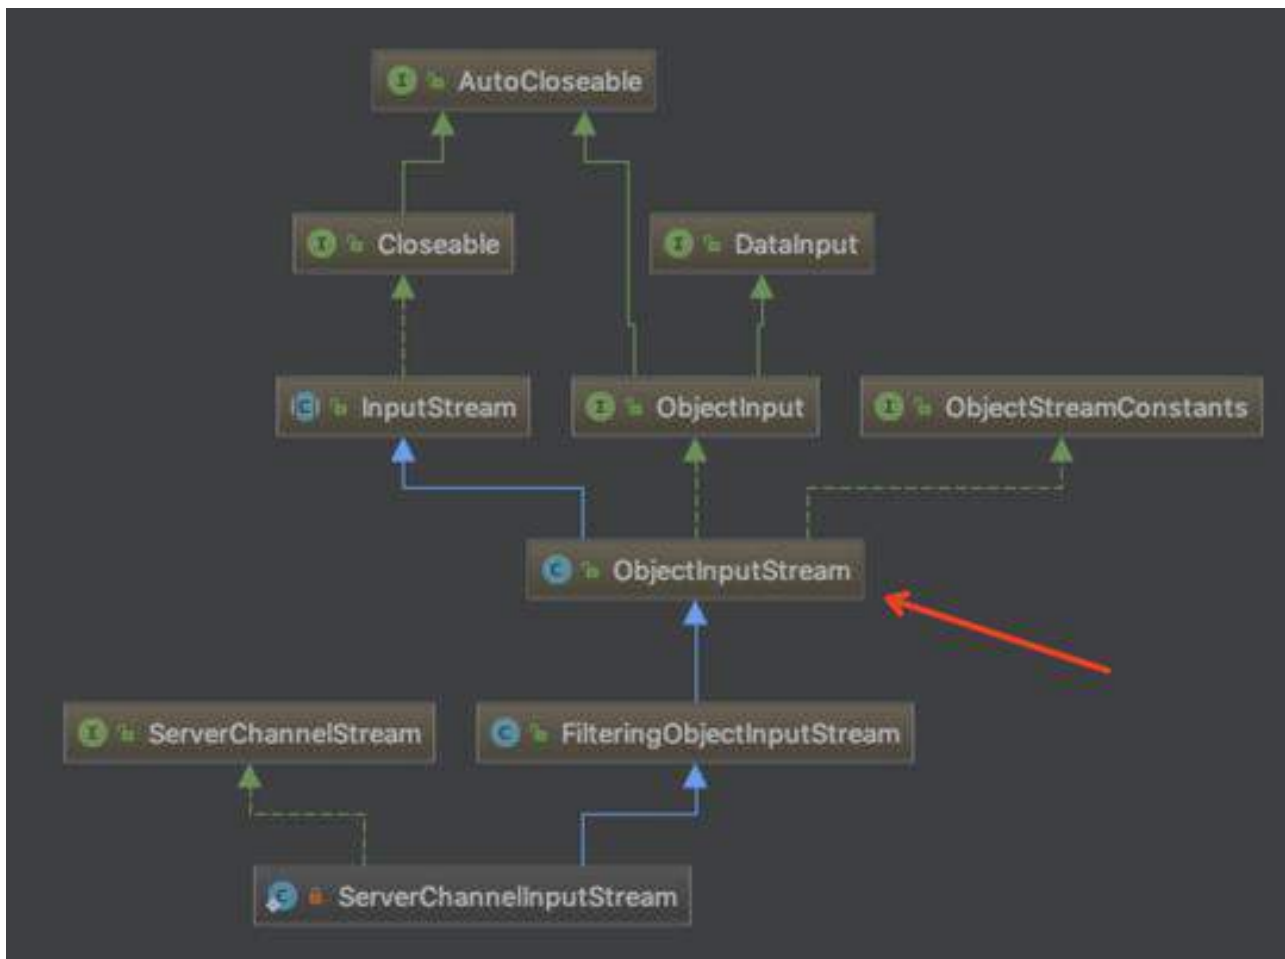 AutoCloseable
Closeable
DataInput
InputStream
ObjectInput
ObjectStreamConstants
ObjectInputStream
ServerChannelStream
FilteringObjectInputStream
ServerChannelInputStream